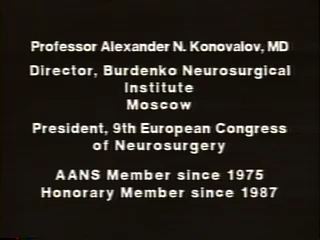 Professor Alexander N. Konovalov, MD
Director, Burdenko Neurosurgical
Institute
Moscow
President, 9th European Congress
of Neurosurgery
AANS Member since 1975
Honorary Member since 1987